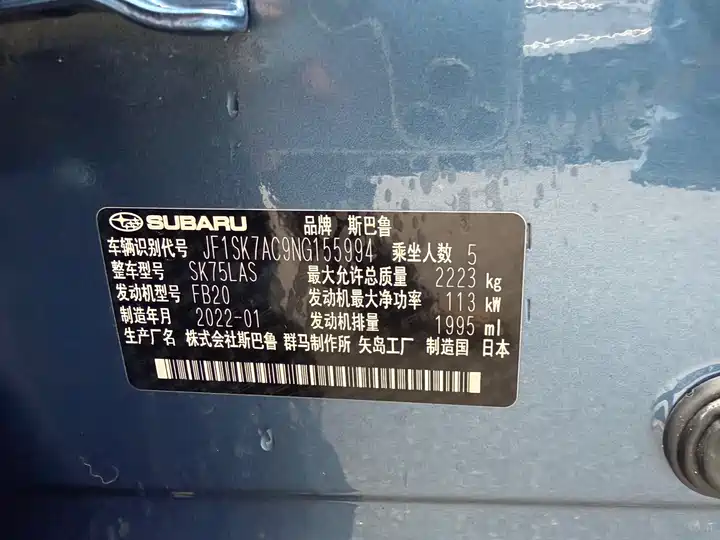 SUBARU 品牌 斯巴鲁
车辆识别代号 JF1SK7AC9NG155994 乘坐人数 5
整车型号 SK75LAS 最大允许总质量 2223 kg
发动机型号 FB20 发动机最大净功率 113 kW
制造年月 2022-01 发动机排量 1995 ml
生产厂名 株式会社斯巴鲁 群马制作所 矢岛工厂 制造国 日本